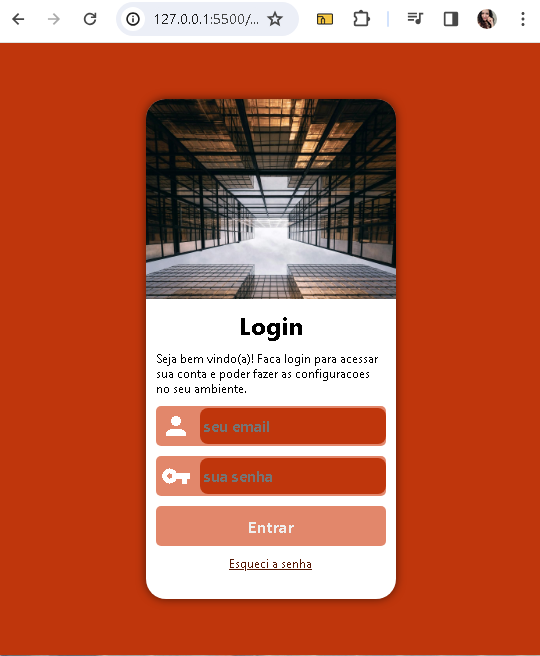 127.0.0.1:5500/...
Login
Seja bem vindo(a)! Faca login para acessar
sua conta e poder fazer as configuracoes
no seu ambiente.
seu email
sua senha
Entrar
Esqueci a senha